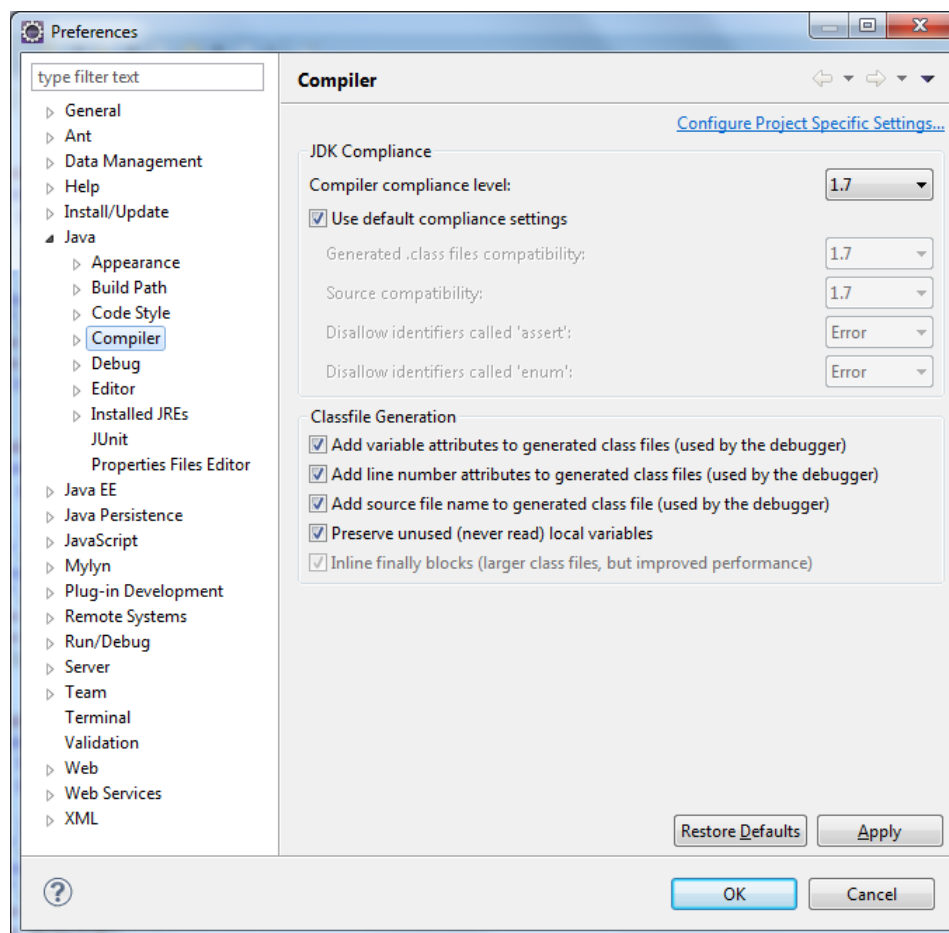 Preferences
type filter text
General
Ant
Data Management
Help
Install/Update
Java
Appearance
Build Path
Code Style
Compiler
Debug
Editor
Installed JREs
JUnit
Properties Files Editor
Java EE
Java Persistence
JavaScript
Mylyn
Plug-in Development
Remote Systems
Run/Debug
Server
Team
Terminal
Validation
Web
Web Services
XML
Compiler
Configure Project Specific Settings...
JDK Compliance
Compiler compliance level: 1.7
Use default compliance settings
Generated .class files compatibility: 1.7
Source compatibility: 1.7
Disallow identifiers called 'assert': Error
Disallow identifiers called 'enum': Error
Classfile Generation
Add variable attributes to generated class files (used by the debugger)
Add line number attributes to generated class files (used by the debugger)
Add source file name to generated class file (used by the debugger)
Preserve unused (never read) local variables
Inline finally blocks (larger class files, but improved performance)
Restore Defaults Apply
? OK Cancel